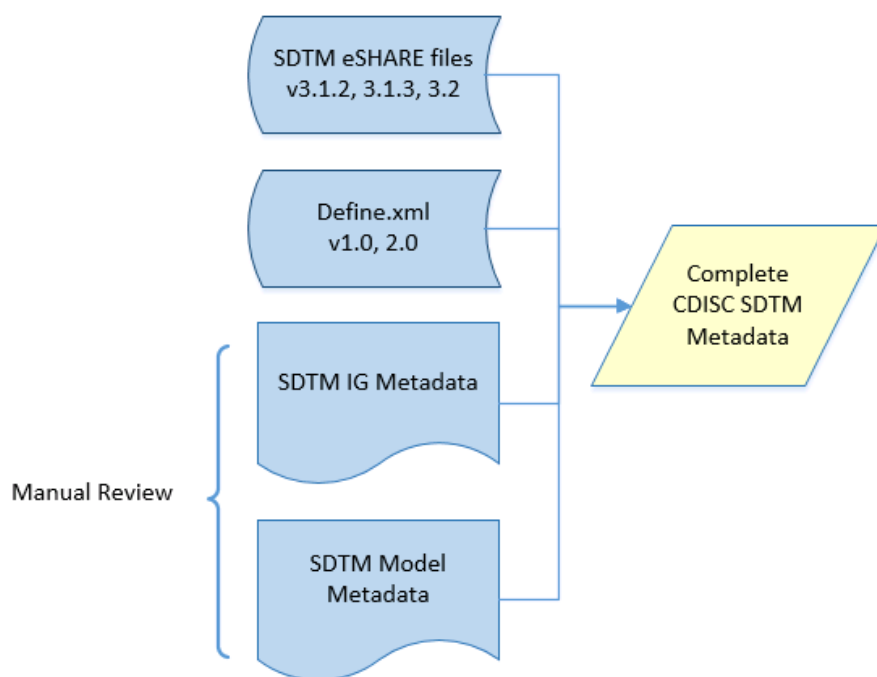 SDTM eSHARE files
v3.1.2, 3.1.3, 3.2
Define.xml
v1.0, 2.0
Complete
CDISC SDTM
Metadata
SDTM IG Metadata
Manual Review
SDTM Model
Metadata